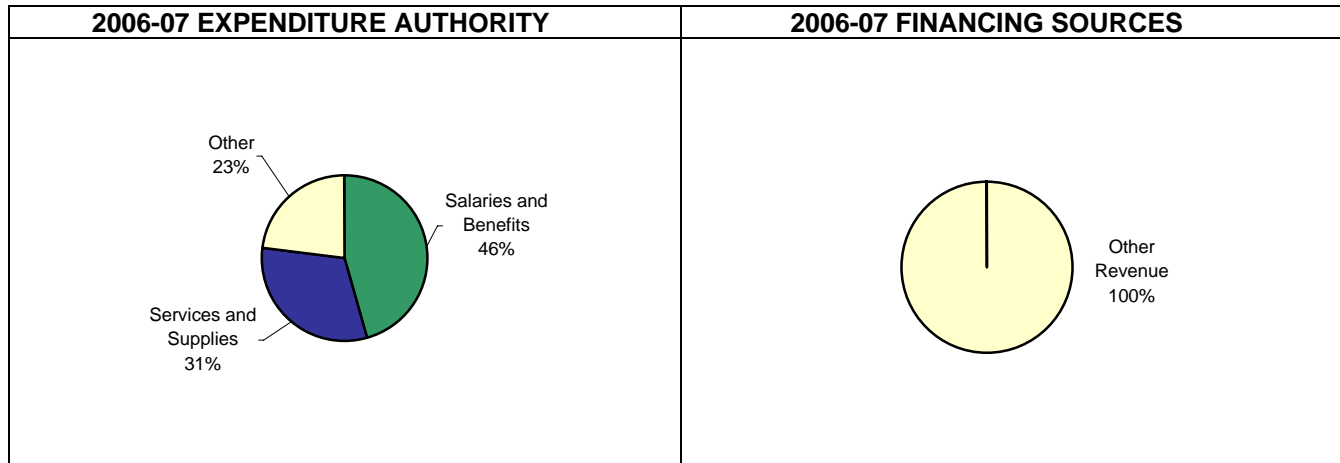 2006-07 EXPENDITURE AUTHORITY
2006-07 FINANCING SOURCES
Other
23%
Salaries and
Benefits
46%
Services and
Supplies
31%
Other
Revenue
100%